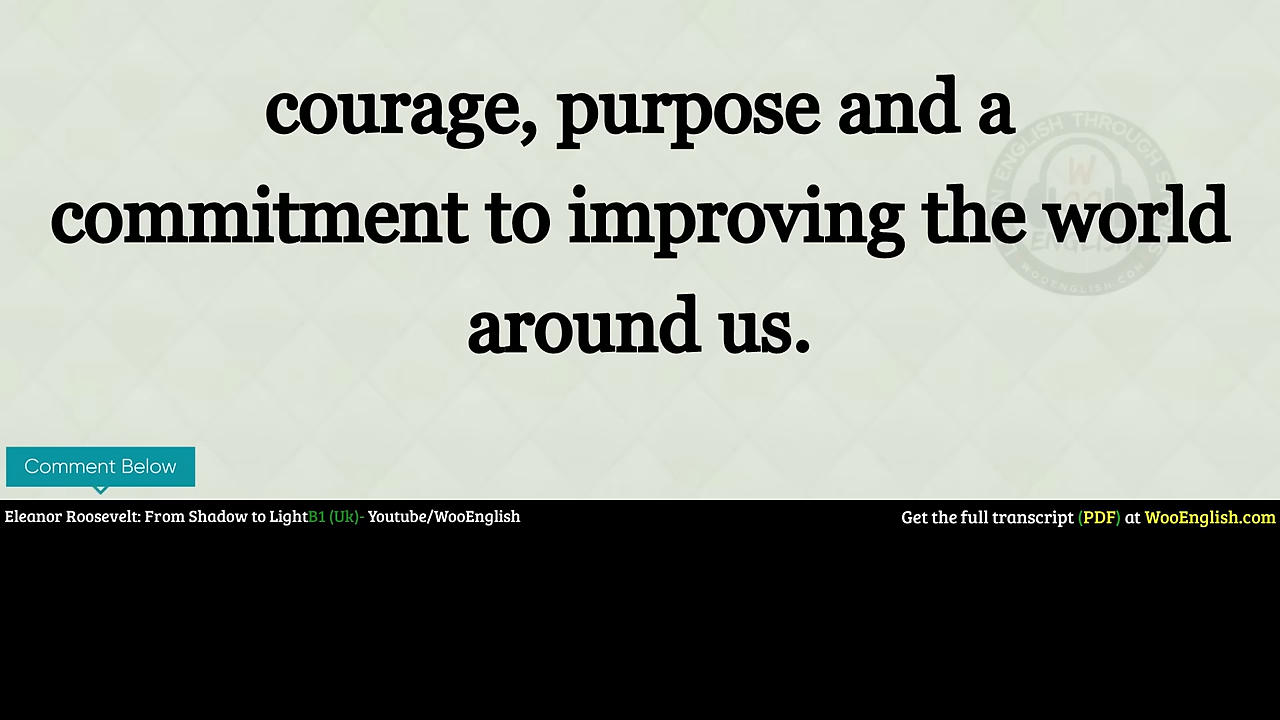 courage, purpose and a
commitment to improving the world
around us.
Comment Below
Eleanor Roosevelt: From Shadow to LightB1 (Uk)- Youtube/WooEnglish
Get the full transcript (PDF) at WooEnglish.com